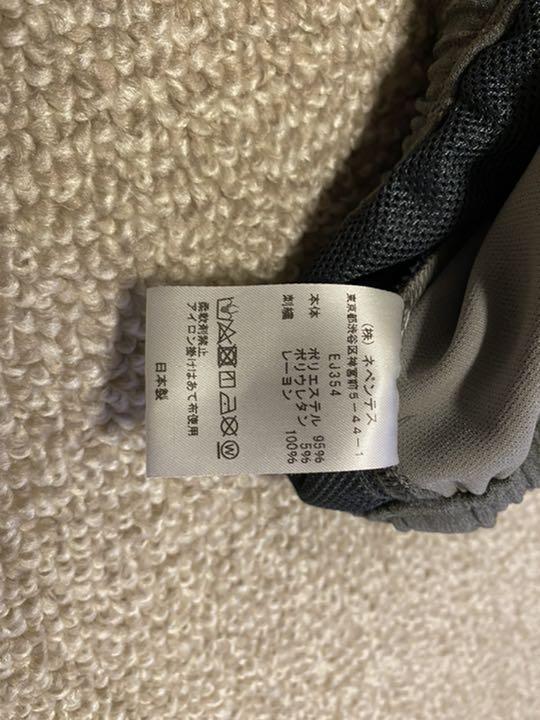 (株) ネペンテス
東京都渋谷区神宮前5-44-1
EJ354
本体 ポリエステル 95%
ポリウレタン 5%
刺繍 レーヨン 100%
柔軟剤禁止
アイロン掛けはあて布使用
日本製